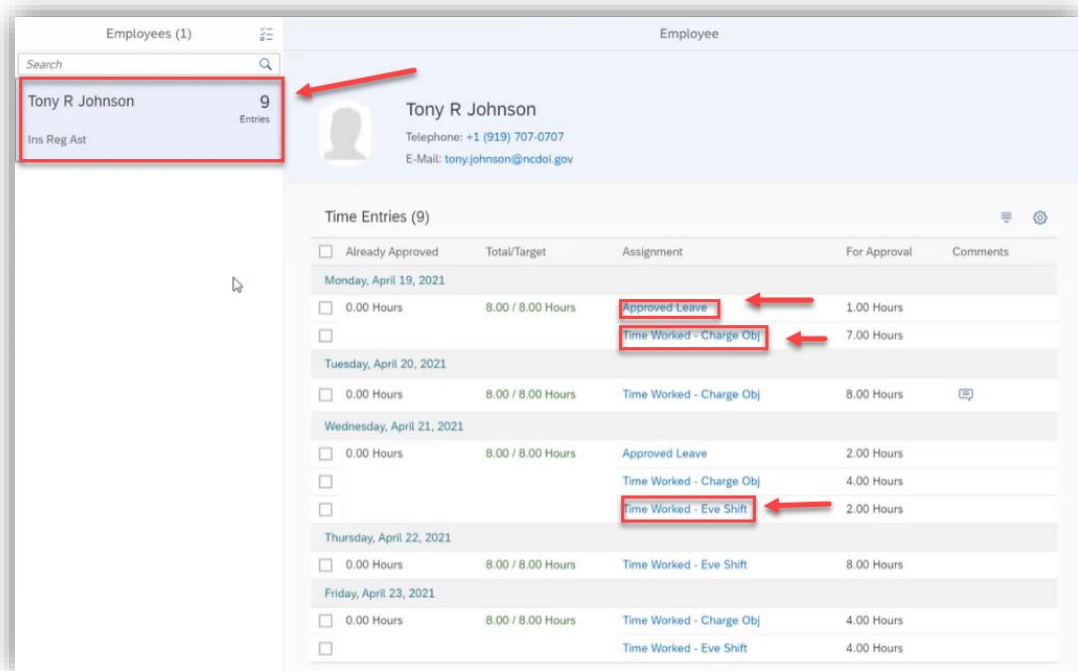 Employees (1)
Employee
Search
Tony R Johnson 9
Entries
Ins Reg Ast
Tony R Johnson
Telephone: +1 (919) 707-0707
E-Mail: tony.johnson@ncdoi.gov
Time Entries (9)
Already Approved Total/Target Assignment For Approval Comments
Monday, April 19, 2021
0.00 Hours 8.00 / 8.00 Hours Approved Leave 1.00 Hours
Time Worked - Charge Obj 7.00 Hours
Tuesday, April 20, 2021
0.00 Hours 8.00 / 8.00 Hours Time Worked - Charge Obj 8.00 Hours
Wednesday, April 21, 2021
0.00 Hours 8.00 / 8.00 Hours Approved Leave 2.00 Hours
Time Worked - Charge Obj 4.00 Hours
Time Worked - Eve Shift 2.00 Hours
Thursday, April 22, 2021
0.00 Hours 8.00 / 8.00 Hours Time Worked - Eve Shift 8.00 Hours
Friday, April 23, 2021
0.00 Hours 8.00 / 8.00 Hours Time Worked - Charge Obj 4.00 Hours
Time Worked - Eve Shift 4.00 Hours